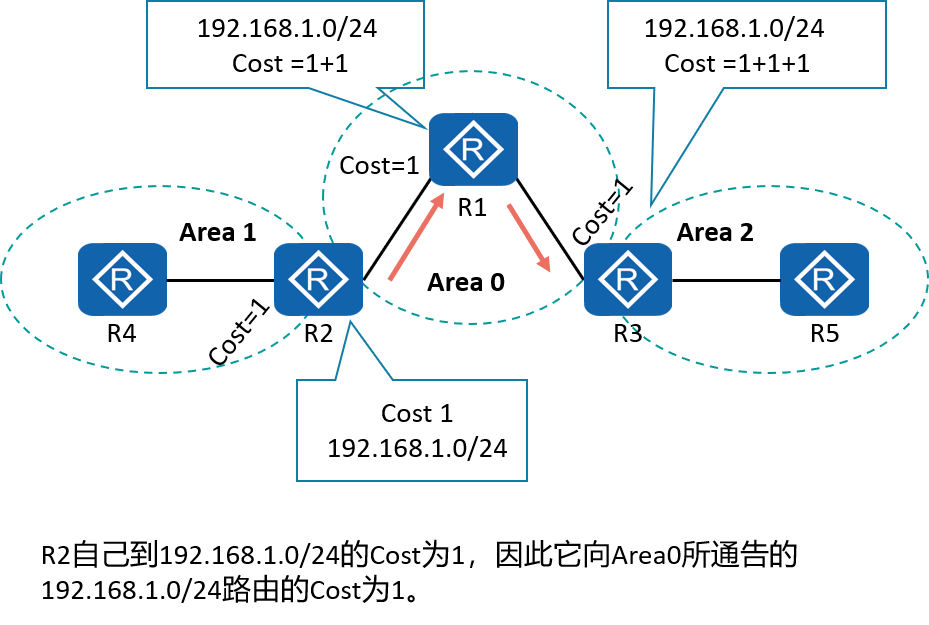 192.168.1.0/24
Cost =1+1
192.168.1.0/24
Cost =1+1+1
R
Cost=1
R1
Cost=1
Area 1
Area 2
R
R
Area 0
R
R
R4
Cost=1
R2
R3
R5
Cost 1
192.168.1.0/24
R2自己到192.168.1.0/24的Cost为1，因此它向Area0所通告的
192.168.1.0/24路由的Cost为1。